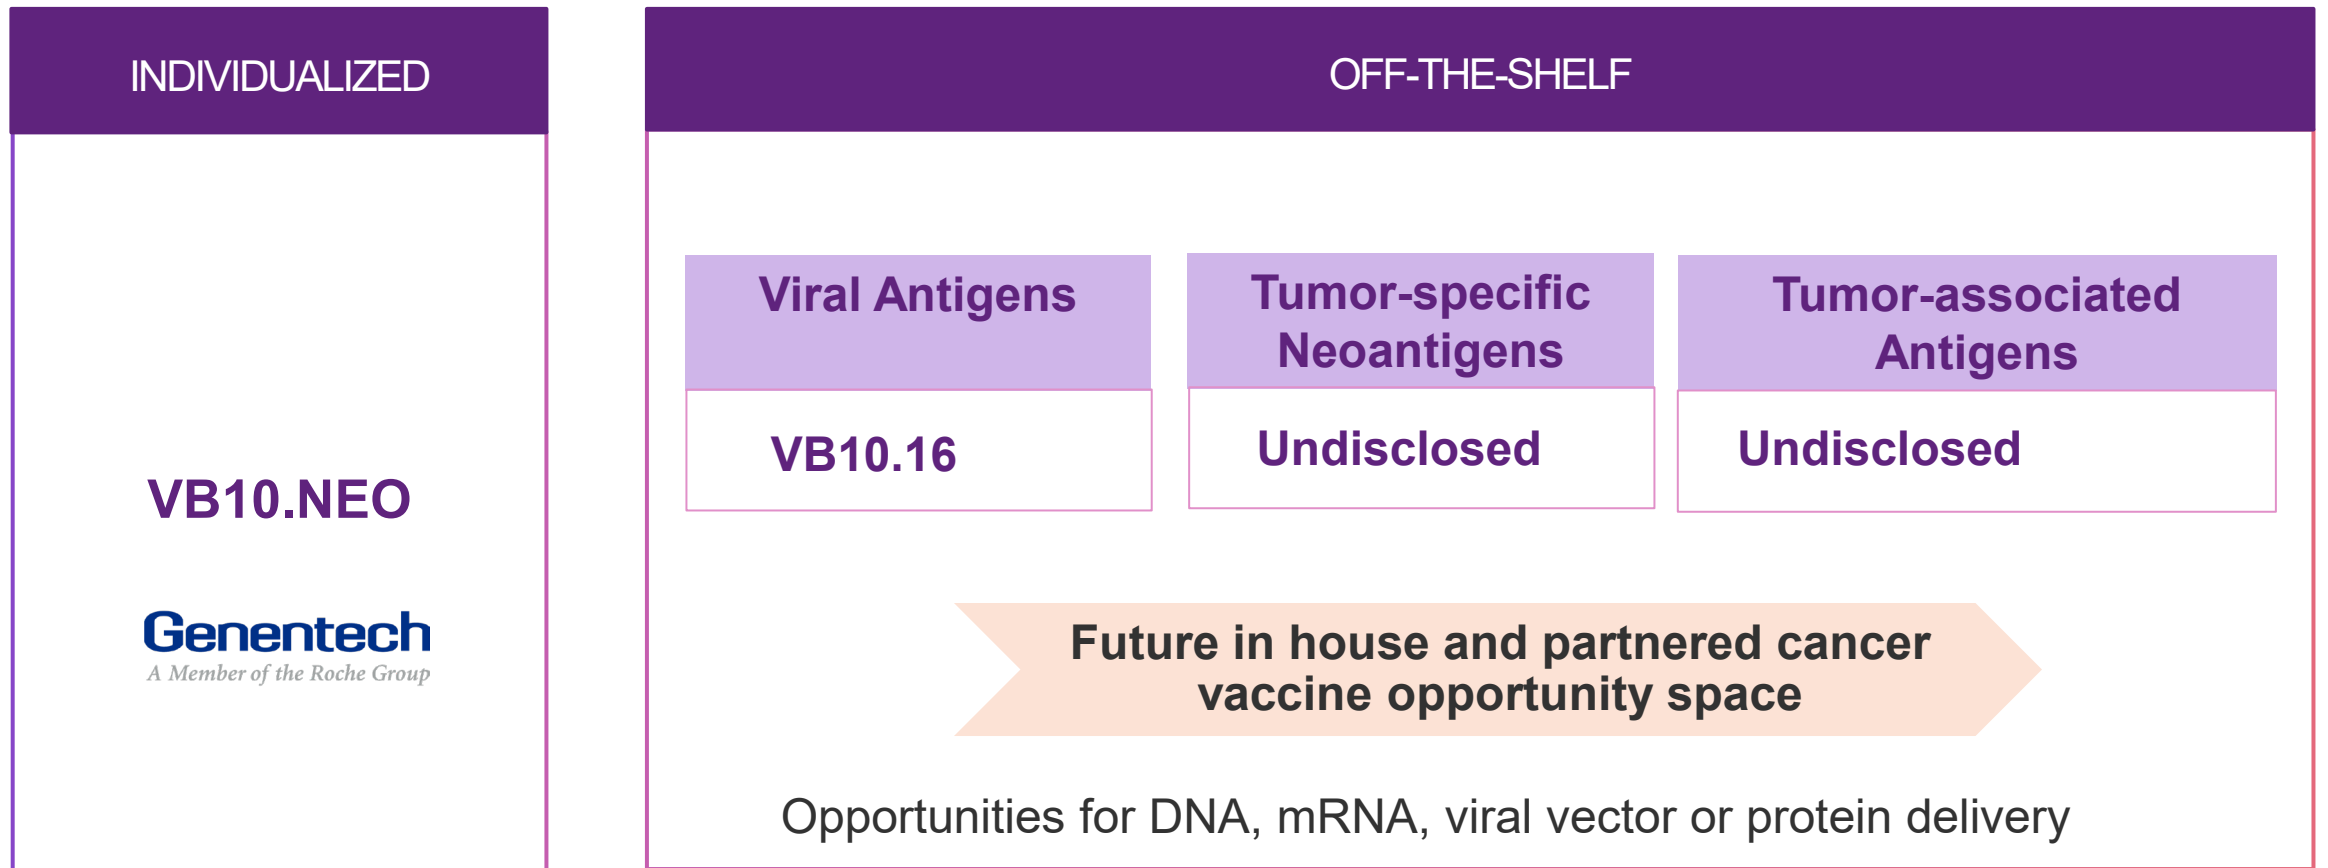 INDIVIDUALIZED
VB10.NEO
Genentech
A Member of the Roche Group
OFF-THE-SHELF
Viral Antigens
VB10.16
Tumor-specific
Neoantigens
Undisclosed
Tumor-associated
Antigens
Undisclosed
Future in house and partnered cancer
vaccine opportunity space
Opportunities for DNA, mRNA, viral vector or protein delivery